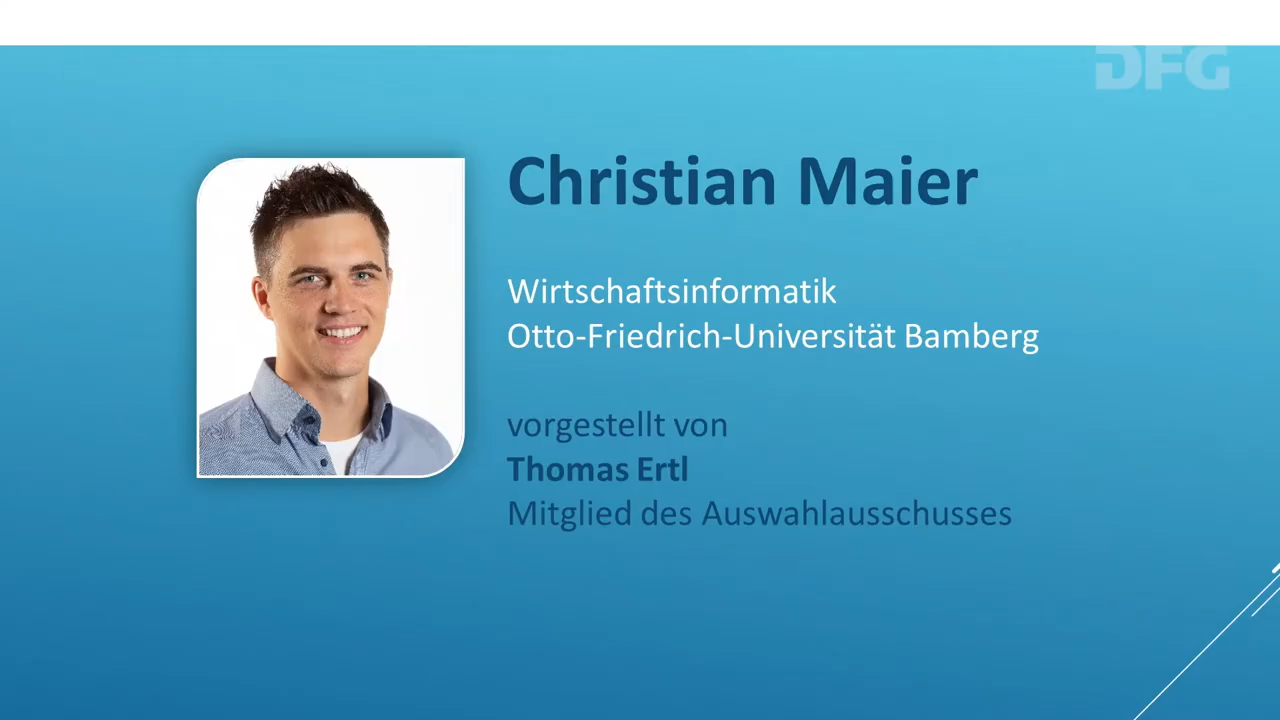 DFG
Christian Maier
Wirtschaftsinformatik
Otto-Friedrich-Universität Bamberg
vorgestellt von
Thomas Ertl
Mitglied des Auswahlausschusses